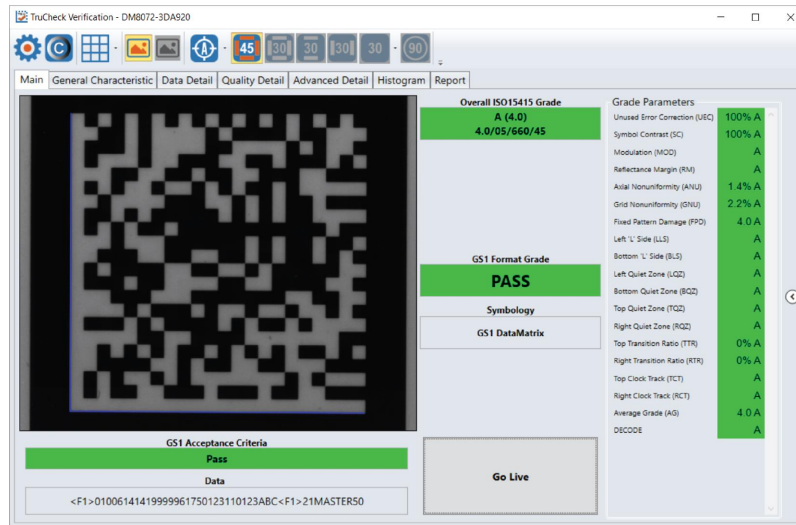 TruCheck Verification - DM8072-3DA920
45 30 30 30 30 90
Main General Characteristic Data Detail Quality Detail Advanced Detail Histogram Report
Overall ISO15415 Grade
A (4.0)
4.0/05/660/45
GS1 Format Grade
PASS
Symbology
GS1 DataMatrix
GS1 Acceptance Criteria
Pass
Data
<F1>01006141419999961750123110123ABC<F1>21MASTER50
Go Live
Grade Parameters
Unused Error Correction (UEC) 100% A
Symbol Contrast (SC) 100% A
Modulation (MOD) A
Reflectance Margin (RM) A
Axial Nonuniformity (ANU) 1.4% A
Grid Nonuniformity (GNU) 2.2% A
Fixed Pattern Damage (FPD) 4.0 A
Left 'L' Side (LLS) A
Bottom 'L' Side (BLS) A
Left Quiet Zone (LQZ) A
Bottom Quiet Zone (BQZ) A
Top Quiet Zone (TQZ) A
Right Quiet Zone (RQZ) A
Top Transition Ratio (TTR) 0% A
Right Transition Ratio (RTR) 0% A
Top Clock Track (TCT) A
Right Clock Track (RCT) A
Average Grade (AG) 4.0 A
DECODE A